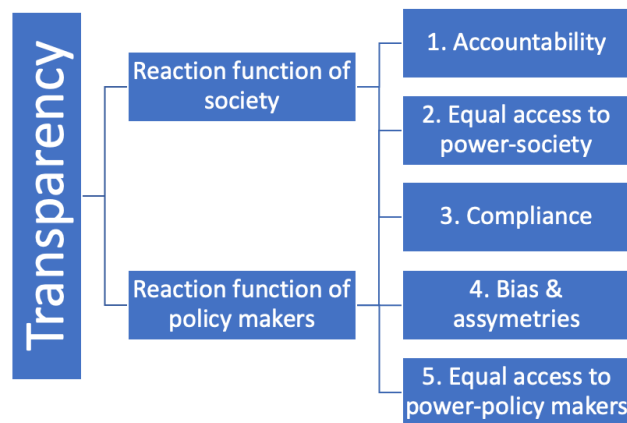 Transparency
Reaction function of
society
Reaction function of
policy makers
1. Accountability
2. Equal access to
power-society
3. Compliance
4. Bias &
assymetries
5. Equal access to
power-policy makers